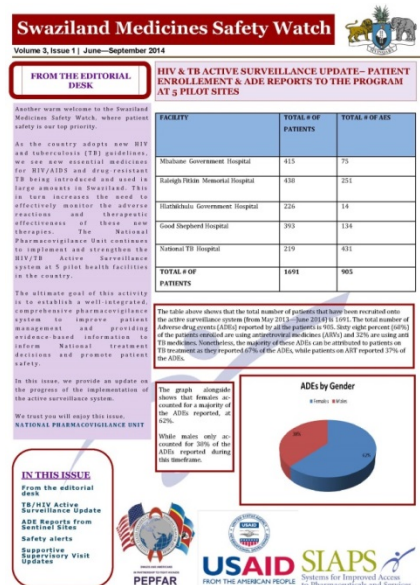 Swaziland Medicines Safety Watch
Volume 3, Issue 1 | June—September 2014
FROM THE EDITORIAL
DESK
Another warm welcome to the Swaziland
Medicines Safety Watch, where patient
safety is our top priority.
As the country adopts new HIV
and tuberculosis (TB) guidelines,
we see new essential medicines
for HIV/AIDS and drug-resistant
TB being introduced and used in
large amounts in Swaziland. This
in turn increases the need to
effectively monitor the adverse
reactions and therapeutic
effectiveness of these new
therapies. The National
Pharmacovigilance Unit continues
to implement and strengthen the
HIV/TB Active Surveillance
system at 5 pilot health facilities
in the country.
The ultimate goal of this activity
is to establish a well-integrated,
comprehensive pharmacovigilance
system to improve patient
management and providing
evidence-based information to
inform National treatment
decisions and promote patient
safety.
In this issue, we provide an update on
the progress of the implementation of
the active surveillance system.
We trust you will enjoy this issue.
NATIONAL PHARMACOVIGILANCE UNIT
IN THIS ISSUE
From the editorial
desk
TB/HIV Active
Surveillance Update
ADE Reports from
Sentinel Sites
Safety alerts
Supportive
Supervisory Visit
Updates
HIV & TB ACTIVE SURVEILLANCE UPDATE— PATIENT
ENROLLEMENT & ADE REPORTS TO THE PROGRAM
AT 5 PILOT SITES
FACILITY TOTAL # OF PATIENTS TOTAL # OF AES
Mbabane Government Hospital 415 75
Raleigh Fitkin Memorial Hospital 438 251
Hlathikhulu Government Hospital 226 14
Good Shepherd Hospital 393 134
National TB Hospital 219 431
TOTAL # OF PATIENTS 1691 905
The table above shows that the total number of patients that have been recruited onto
the active surveillance system (from May 2013—June 2014) is 1691. The total number of
Adverse drug events (ADEs) reported by all the patients is 905. Sixty eight percent (68%)
of the patients enrolled are using antiretroviral medicines (ARVs) and 32% are using anti
TB medicines. Nonetheless, the majority of these ADEs can be attributed to patients on
TB treatment as they reported 67% of the ADEs, while patients on ART reported 37% of
the ADEs.
The graph alongside
shows that females ac-
counted for a majority of
the ADEs reported, at
62%.
While males only ac-
counted for 38% of the
ADEs reported during
this timeframe.
ADEs by Gender
Females Males
38%
62%
PEPFAR
USAID
USAID
FROM THE AMERICAN PEOPLE
SIAPS
Systems for Improved Access
to Pharmaceuticals and Services